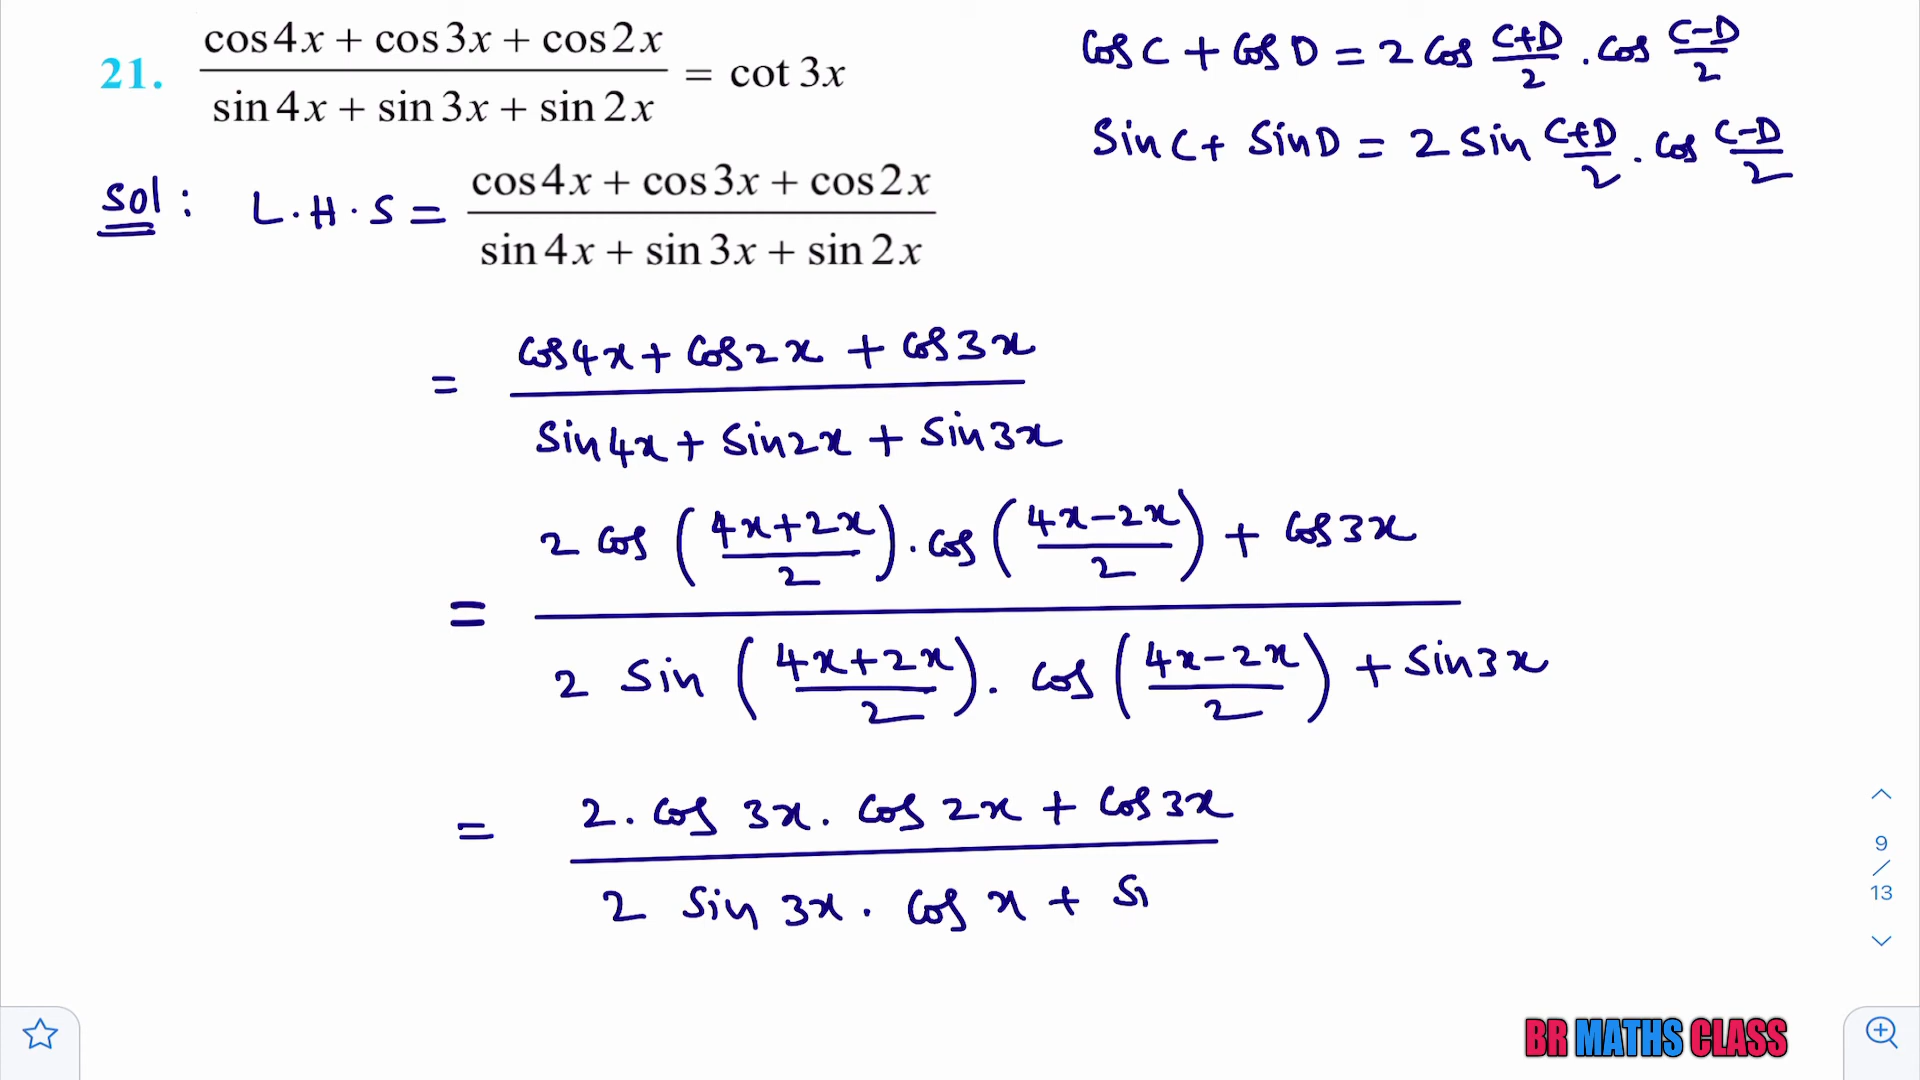 21. (cos 4x + cos 3x + cos 2x)/(sin 4x + sin 3x + sin 2x) = cot 3x
Cos C + Cos D = 2 Cos (C+D)/2 . Cos (C-D)/2
Sin C + Sin D = 2 Sin (C+D)/2 . Cos (C-D)/2
Sol: L.H.S = (cos 4x + cos 3x + cos 2x)/(sin 4x + sin 3x + sin 2x)
= (Cos 4x + Cos 2x + Cos 3x)/(Sin 4x + Sin 2x + Sin 3x)
= (2 Cos ((4x+2x)/2) . Cos ((4x-2x)/2) + Cos 3x)/(2 Sin ((4x+2x)/2) . Cos ((4x-2x)/2) + Sin 3x)
= (2 . Cos 3x . Cos 2x + Cos 3x)/(2 Sin 3x . Cos x + Si
9
/
13
BR MATHS CLASS